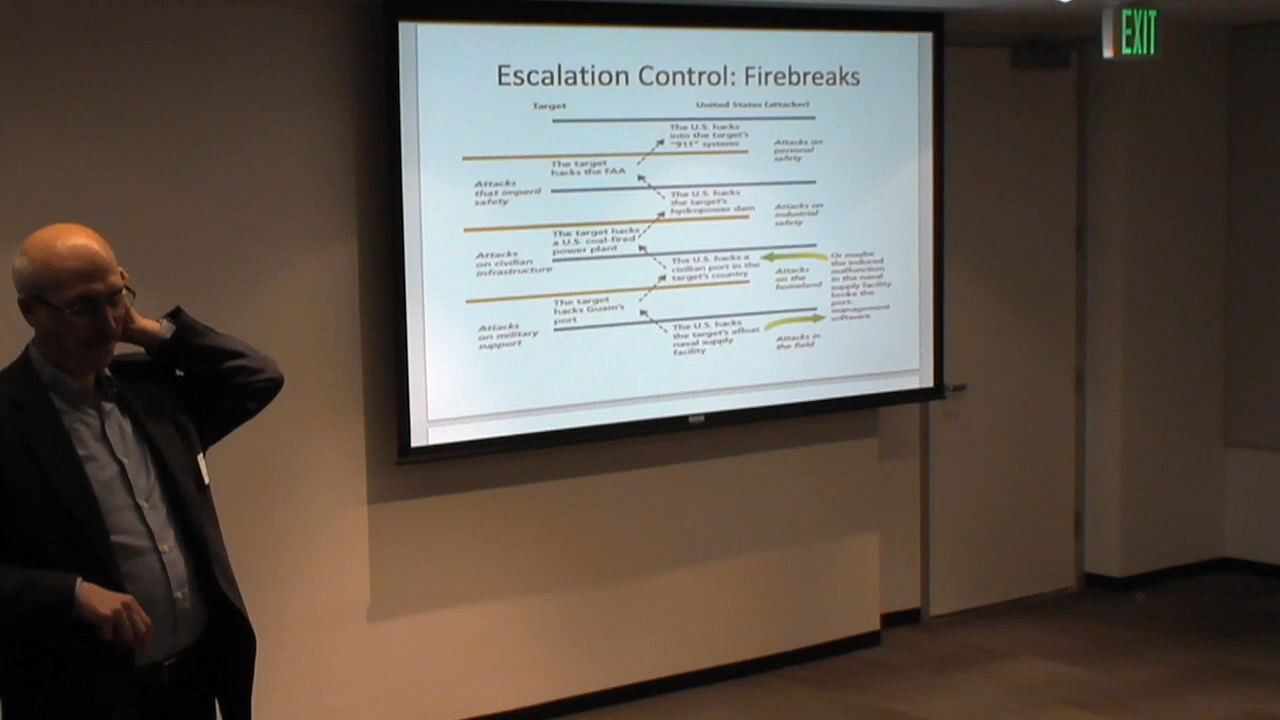 EXIT
Escalation Control: Firebreaks
Target
United States (attacker)
The U.S. hacks
into the target's
"911" systems
Attacks on
personal
safety
The target
hacks the FAA
Attacks
that imperil
safety
The U.S. hacks
the target's
hydropower dam
Attacks on
industrial
safety
The target hacks
a U.S. coal-fired
power plant
Attacks
on civilian
infrastructure
The U.S. hacks a
civilian port in the
target's country
Attacks
on the
homeland
Or maybe
the induced
malfunction
in the naval
supply facility
broke the
port-
management
software
The target
hacks Guam's
port
Attacks
on military
support
The U.S. hacks
the target's afloat
naval supply
facility
Attacks in
the field